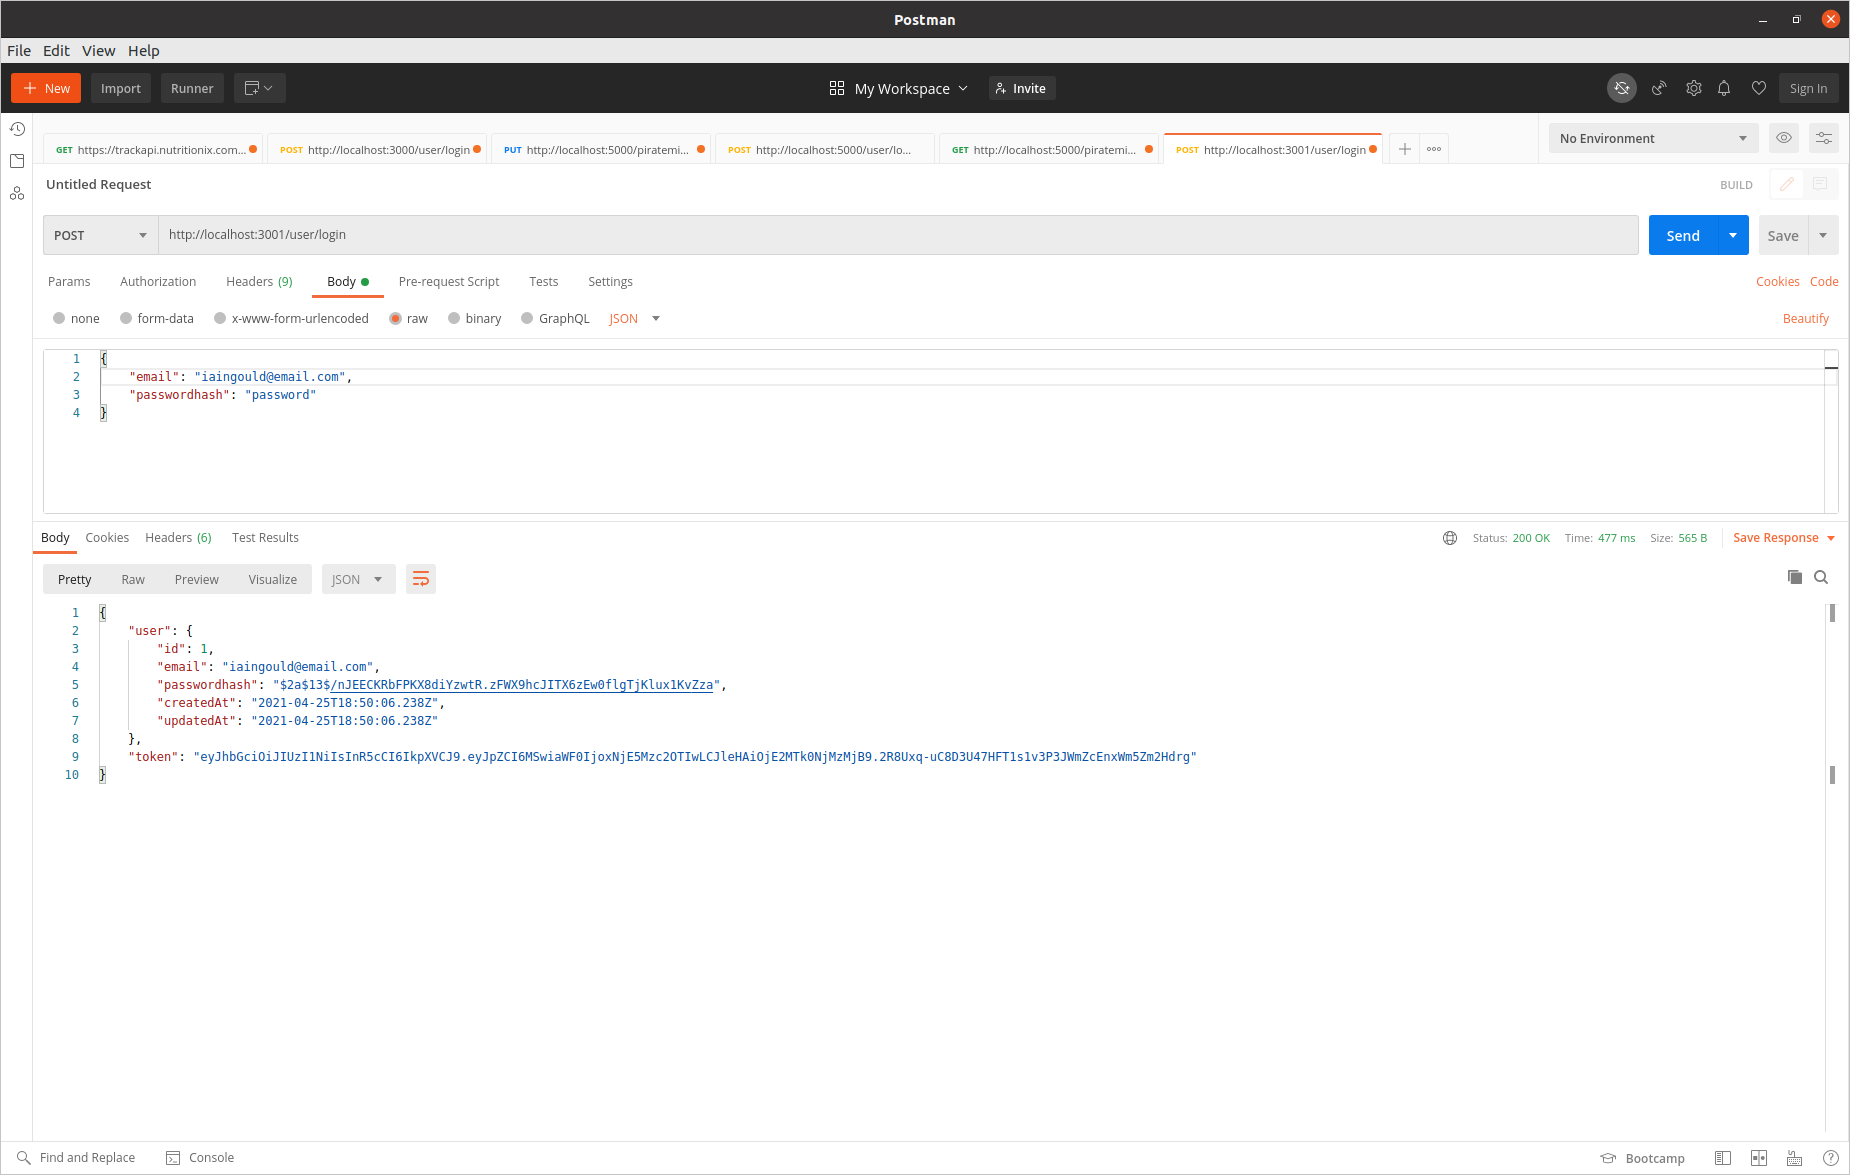 Postman
File Edit View Help
New Import Runner My Workspace Invite Sign In
GET https://trackapi.nutritionix.com... POST http://localhost:3000/user/login PUT http://localhost:5000/piratemi... POST http://localhost:5000/user/lo... GET http://localhost:5000/piratemi... POST http://localhost:3001/user/login No Environment
Untitled Request BUILD
POST http://localhost:3001/user/login Send Save
Params Authorization Headers (9) Body Pre-request Script Tests Settings Cookies Code
none form-data x-www-form-urlencoded raw binary GraphQL JSON Beautify
1 {
2 "email": "iaingould@email.com",
3 "passwordhash": "password"
4 }
Body Cookies Headers (6) Test Results Status: 200 OK Time: 477 ms Size: 565 B Save Response
Pretty Raw Preview Visualize JSON
1 {
2 "user": {
3 "id": 1,
4 "email": "iaingould@email.com",
5 "passwordhash": "$2a$13$/nJEECKRbFPKX8diYzwtR.zFWX9hcJITX6zEw0flgTjKlux1KvZza",
6 "createdAt": "2021-04-25T18:50:06.238Z",
7 "updatedAt": "2021-04-25T18:50:06.238Z"
8 },
9 "token": "eyJhbGciOiJIUzI1NiIsInR5cCI6IkpXVCJ9.eyJpZCI6MSwiaWF0IjoxNjE5Mzc2OTIwLCJleHAiOjE2MTk0NjMzMjB9.2R8Uxq-uC8D3U47HFT1s1v3P3JWmZcEnxWm5Zm2Hdrg"
10 }
Find and Replace Console Bootcamp